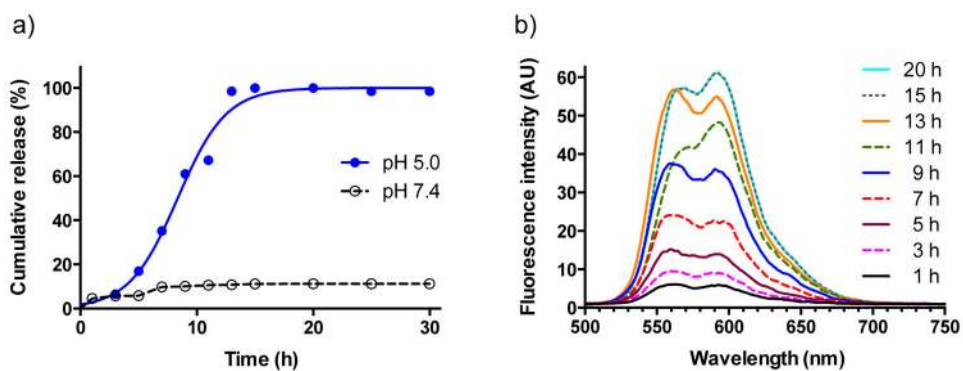 a)
Cumulative release (%)
100
80
60
40
20
0
0
10
20
30
Time (h)
pH 5.0
pH 7.4
b)
Fluorescence intensity (AU)
60
50
40
30
20
10
0
500
550
600
650
700
750
Wavelength (nm)
20 h
15 h
13 h
11 h
9 h
7 h
5 h
3 h
1 h